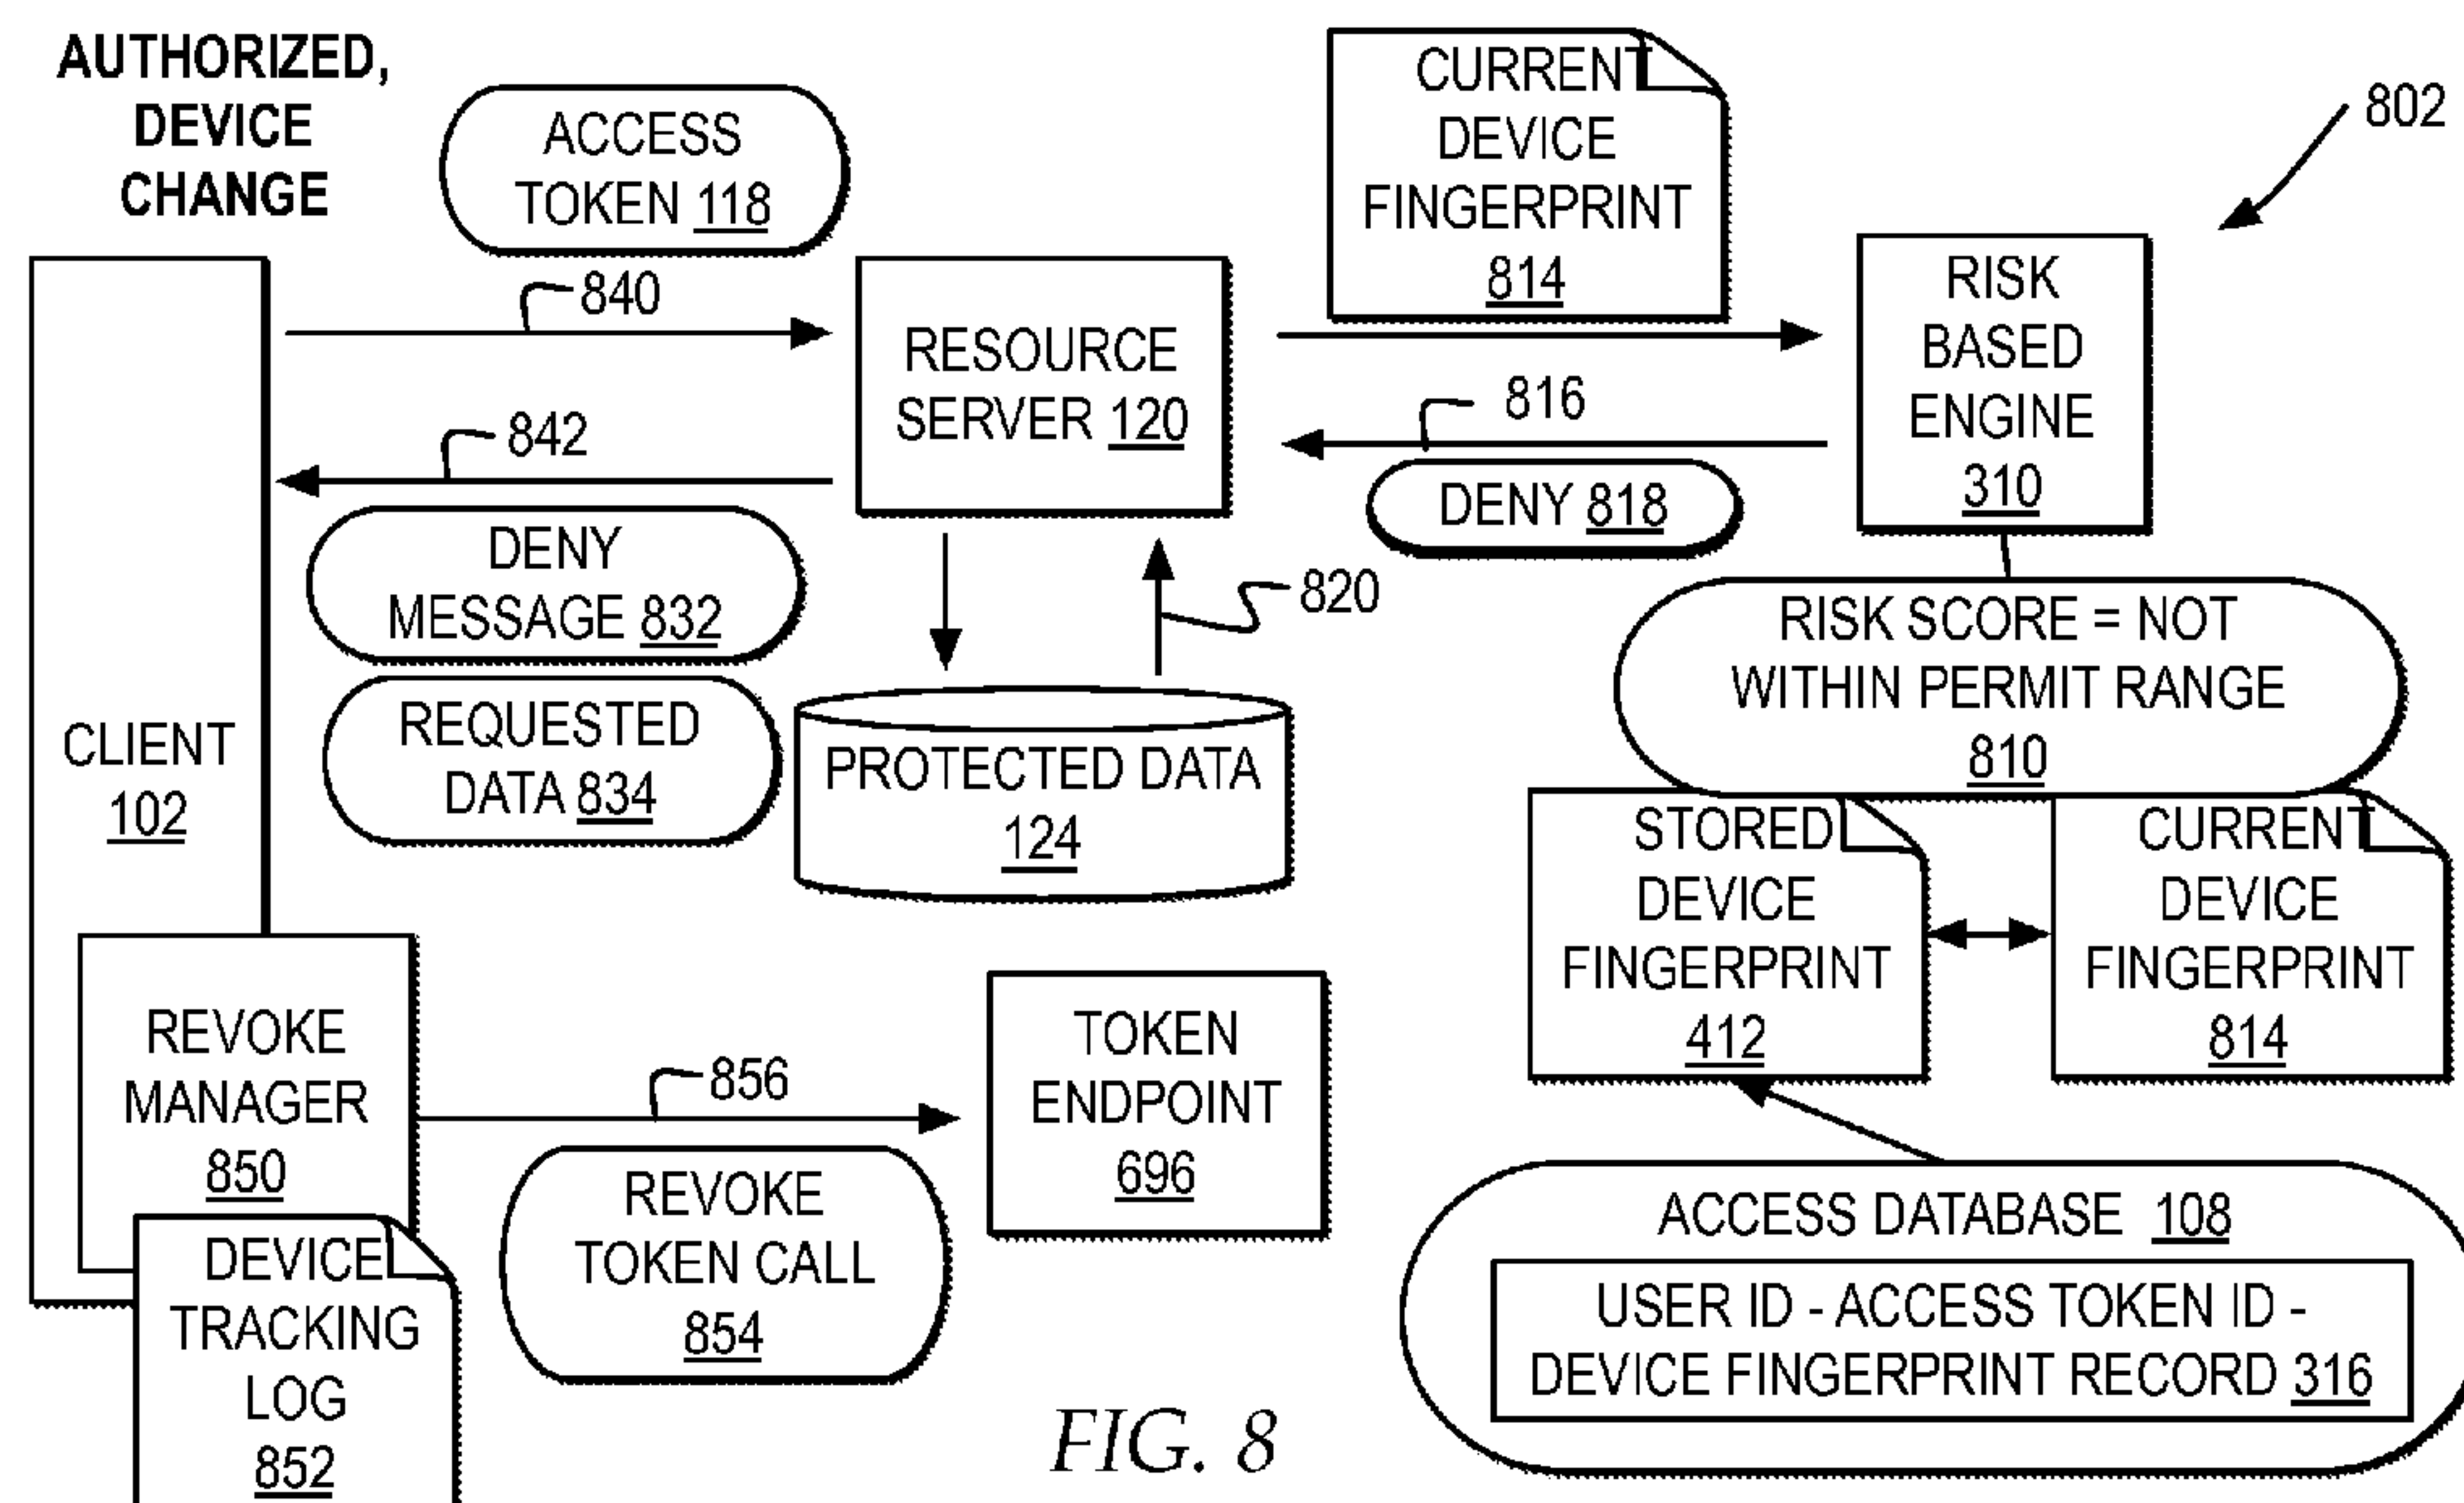 AUTHORIZED,
DEVICE
CHANGE
ACCESS
TOKEN 118
840
842
CLIENT
102
DENY
MESSAGE 832
REQUESTED
DATA 834
RESOURCE
SERVER 120
820
PROTECTED DATA
124
CURRENT
DEVICE
FINGERPRINT
814
816
DENY 818
802
RISK
BASED
ENGINE
310
RISK SCORE = NOT
WITHIN PERMIT RANGE
810
STORED
DEVICE
FINGERPRINT
412
CURRENT
DEVICE
FINGERPRINT
814
REVOKE
MANAGER
850
DEVICE
TRACKING
LOG
852
856
REVOKE
TOKEN CALL
854
TOKEN
ENDPOINT
696
ACCESS DATABASE 108
USER ID - ACCESS TOKEN ID -
DEVICE FINGERPRINT RECORD 316
FIG. 8